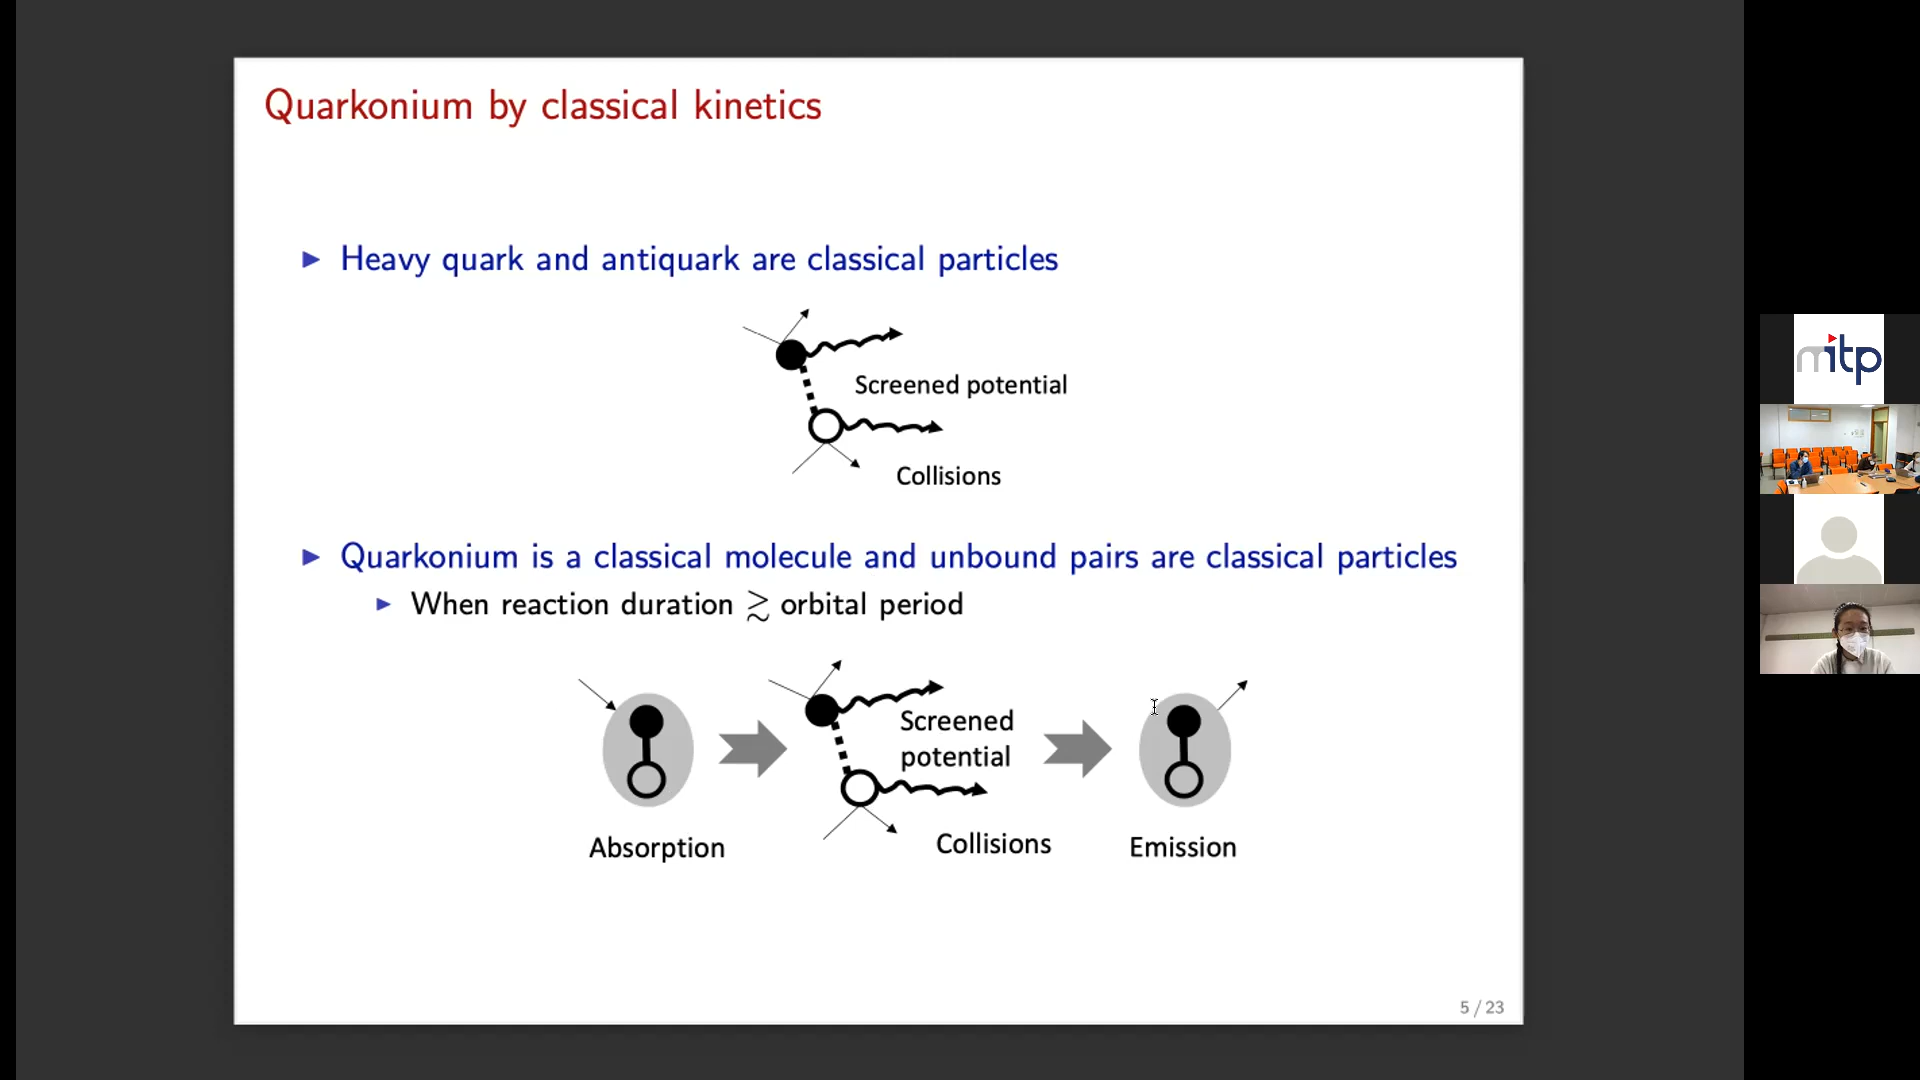 Quarkonium by classical kinetics
Heavy quark and antiquark are classical particles
Screened potential
Collisions
Quarkonium is a classical molecule and unbound pairs are classical particles
When reaction duration ≳ orbital period
Screened
potential
Absorption
Collisions
Emission
5 / 23
mitp